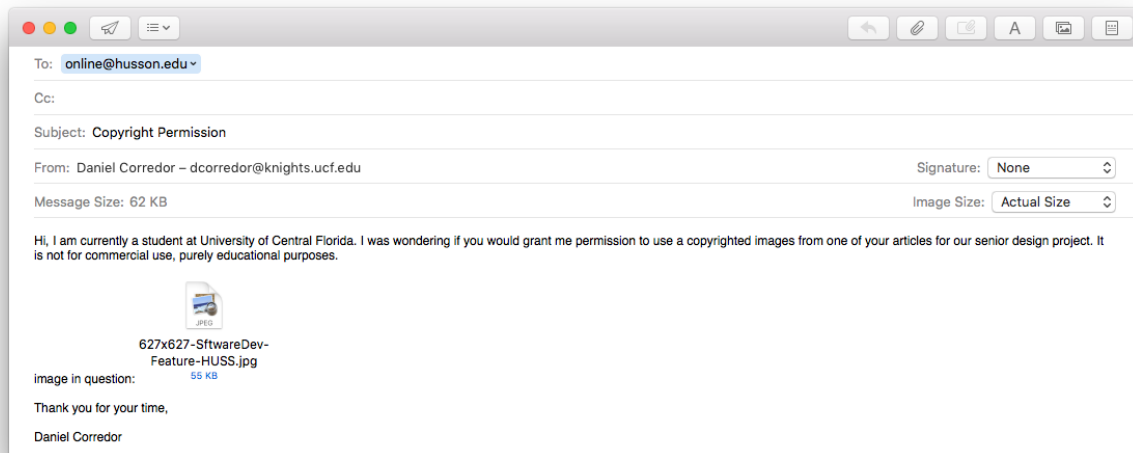 To: online@husson.edu
Cc:
Subject: Copyright Permission
From: Daniel Corredor – dcorredor@knights.ucf.edu Signature: None
Message Size: 62 KB Image Size: Actual Size
Hi, I am currently a student at University of Central Florida. I was wondering if you would grant me permission to use a copyrighted images from one of your articles for our senior design project. It
is not for commercial use, purely educational purposes.
JPEG
627x627-SftwareDev-
Feature-HUSS.jpg
55 KB
image in question:
Thank you for your time,
Daniel Corredor